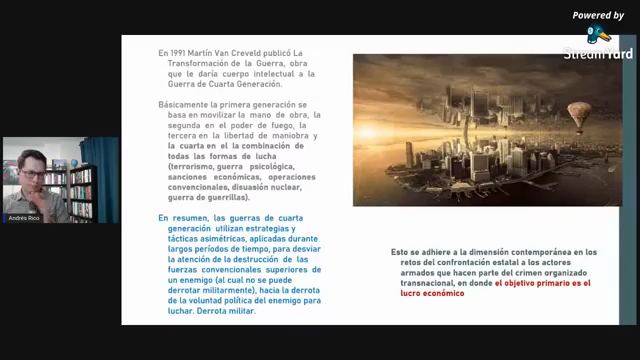 Powered by
StreamYard
En 1991 Martín Van Creveld publicó La
Transformación de la Guerra, obra
que le daría cuerpo intelectual a la
Guerra de Cuarta Generación.
Básicamente la primera generación se
basa en movilizar la mano de obra, la
segunda en el poder de fuego, la
tercera en la libertad de maniobra y
la cuarta en el la combinación de
todas las formas de lucha
(terrorismo, guerra psicológica,
sanciones económicas, operaciones
convencionales, disuasión nuclear,
guerra de guerrillas).
En resumen, las guerras de cuarta
generación utilizan estrategias y
tácticas asimétricas, aplicadas durante
largos períodos de tiempo, para desviar
la atención de la destrucción de las
fuerzas convencionales superiores de
un enemigo (al cual no se puede
derrotar militarmente), hacia la derrota
de la voluntad política del enemigo para
luchar. Derrota militar.
Esto se adhiere a la dimensión contemporánea en los
retos del confrontación estatal a los actores
armados que hacen parte del crimen organizado
transnacional, en donde el objetivo primario es el
lucro económico
Andrés Rico